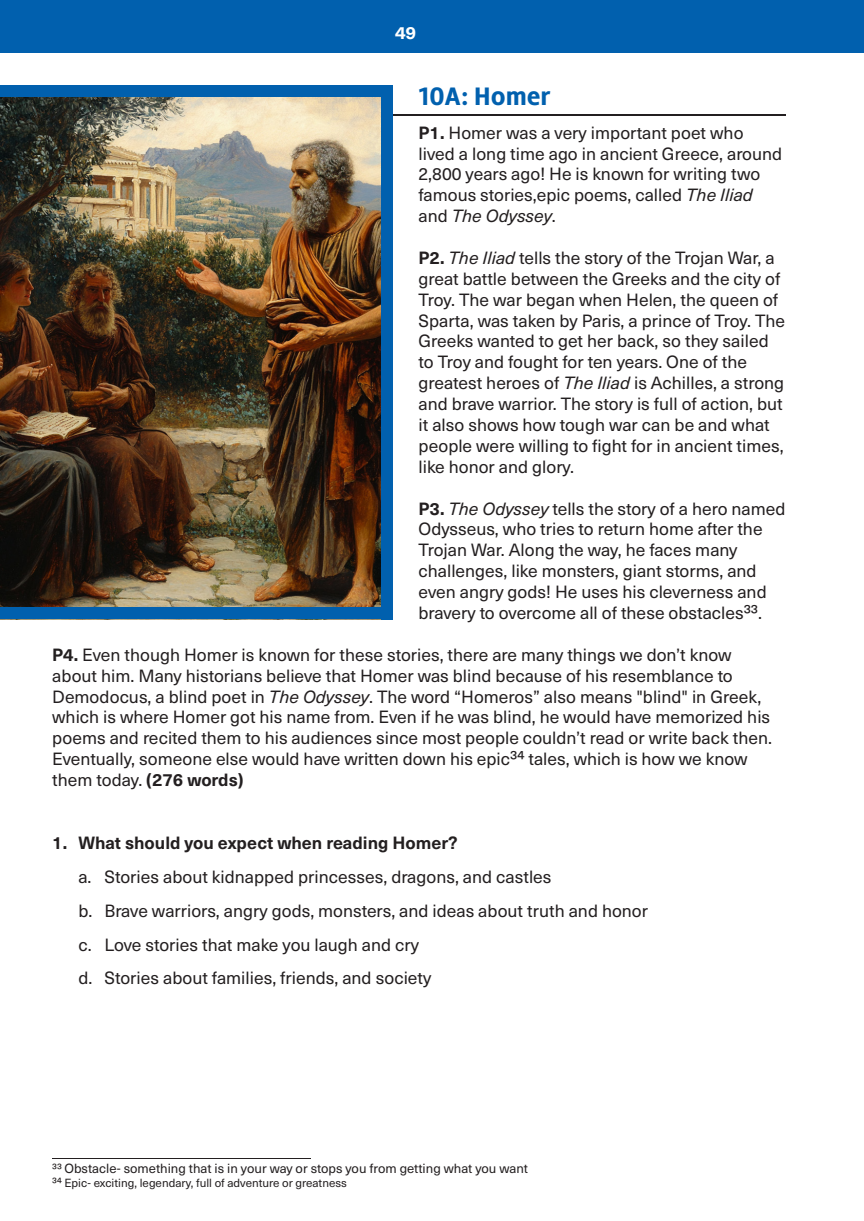 49
10A: Homer
P1. Homer was a very important poet who
lived a long time ago in ancient Greece, around
2,800 years ago! He is known for writing two
famous stories,epic poems, called The Iliad
and The Odyssey.
P2. The Iliad tells the story of the Trojan War, a
great battle between the Greeks and the city of
Troy. The war began when Helen, the queen of
Sparta, was taken by Paris, a prince of Troy. The
Greeks wanted to get her back, so they sailed
to Troy and fought for ten years. One of the
greatest heroes of The Iliad is Achilles, a strong
and brave warrior. The story is full of action, but
it also shows how tough war can be and what
people were willing to fight for in ancient times,
like honor and glory.
P3. The Odyssey tells the story of a hero named
Odysseus, who tries to return home after the
Trojan War. Along the way, he faces many
challenges, like monsters, giant storms, and
even angry gods! He uses his cleverness and
bravery to overcome all of these obstacles³³.
P4. Even though Homer is known for these stories, there are many things we don’t know
about him. Many historians believe that Homer was blind because of his resemblance to
Demodocus, a blind poet in The Odyssey. The word “Homeros” also means "blind" in Greek,
which is where Homer got his name from. Even if he was blind, he would have memorized his
poems and recited them to his audiences since most people couldn’t read or write back then.
Eventually, someone else would have written down his epic³⁴ tales, which is how we know
them today. (276 words)
1. What should you expect when reading Homer?
a. Stories about kidnapped princesses, dragons, and castles
b. Brave warriors, angry gods, monsters, and ideas about truth and honor
c. Love stories that make you laugh and cry
d. Stories about families, friends, and society
³³ Obstacle- something that is in your way or stops you from getting what you want
³⁴ Epic- exciting, legendary, full of adventure or greatness